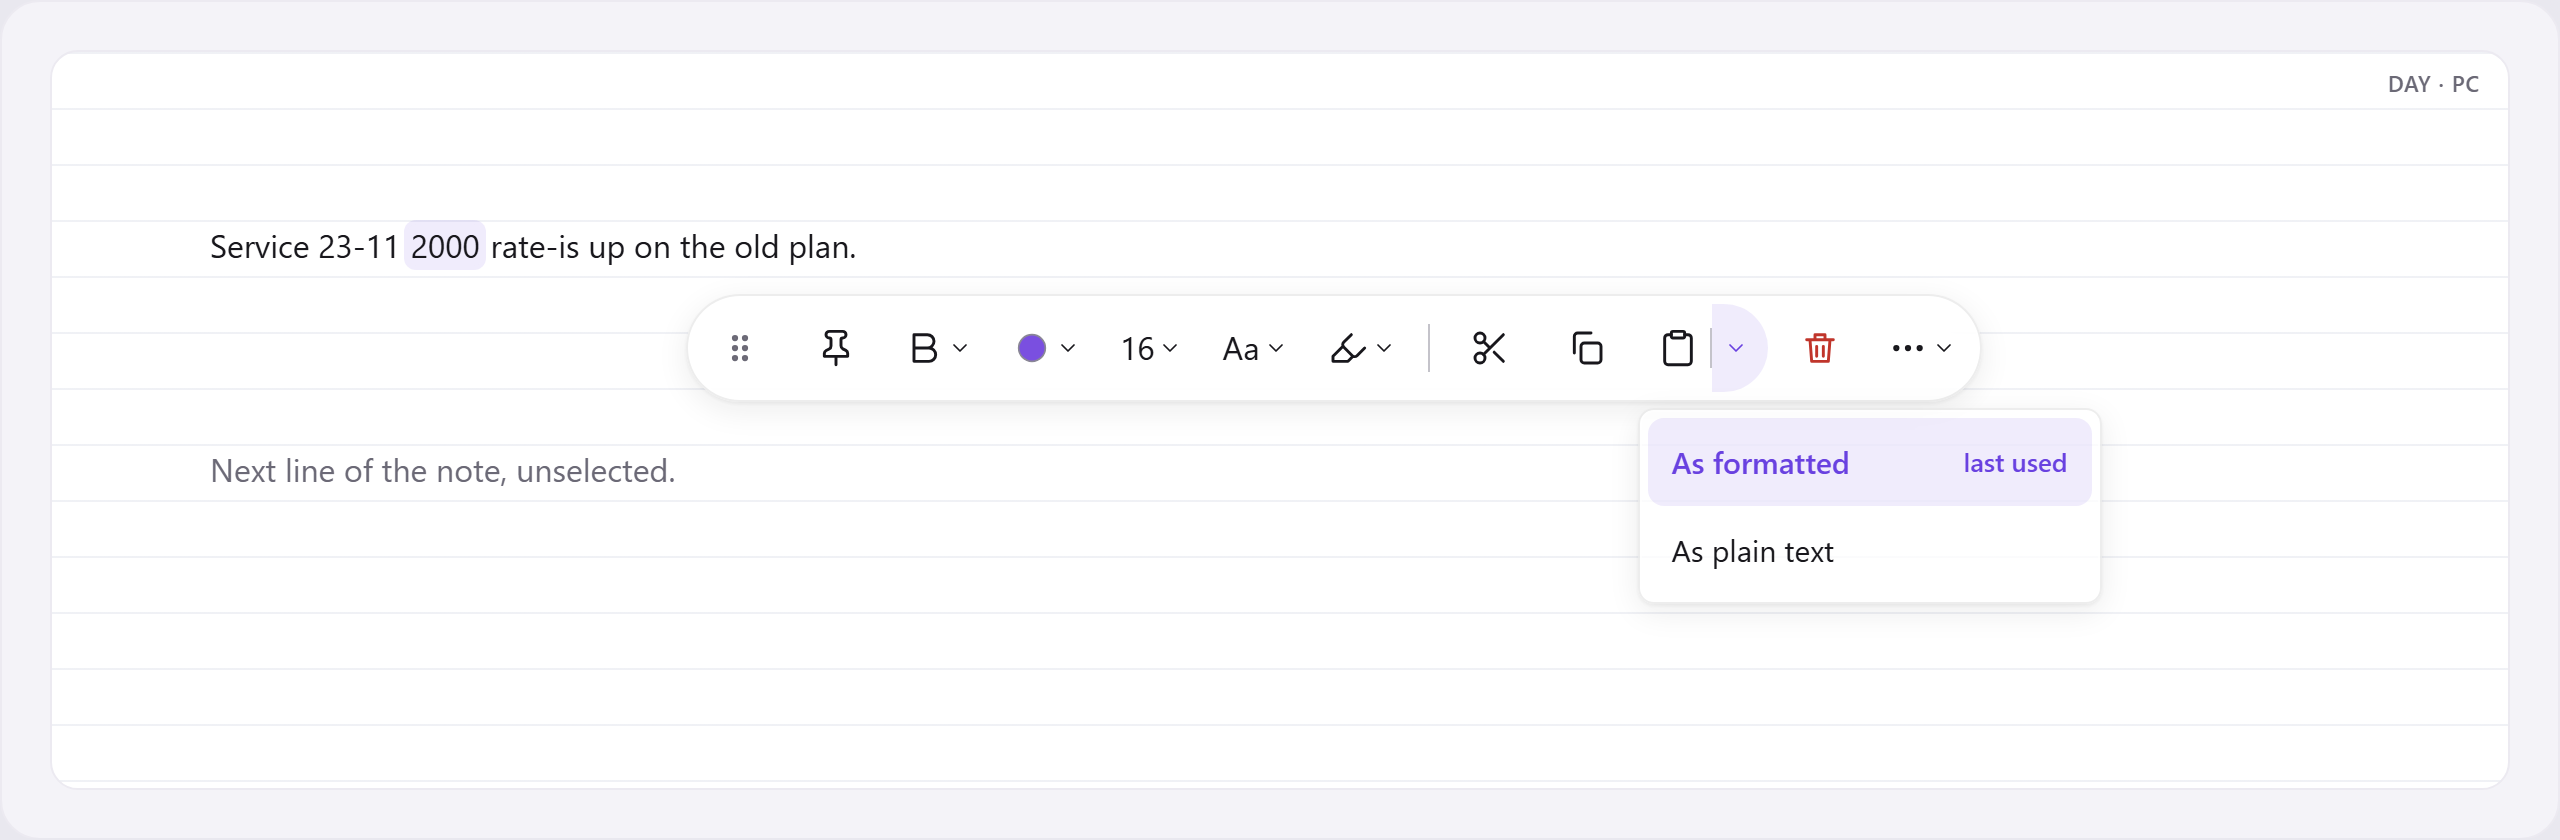 DAY · PC
Service 23-11 2000 rate-is up on the old plan.
B 16 Aa
Next line of the note, unselected.
As formatted last used
As plain text